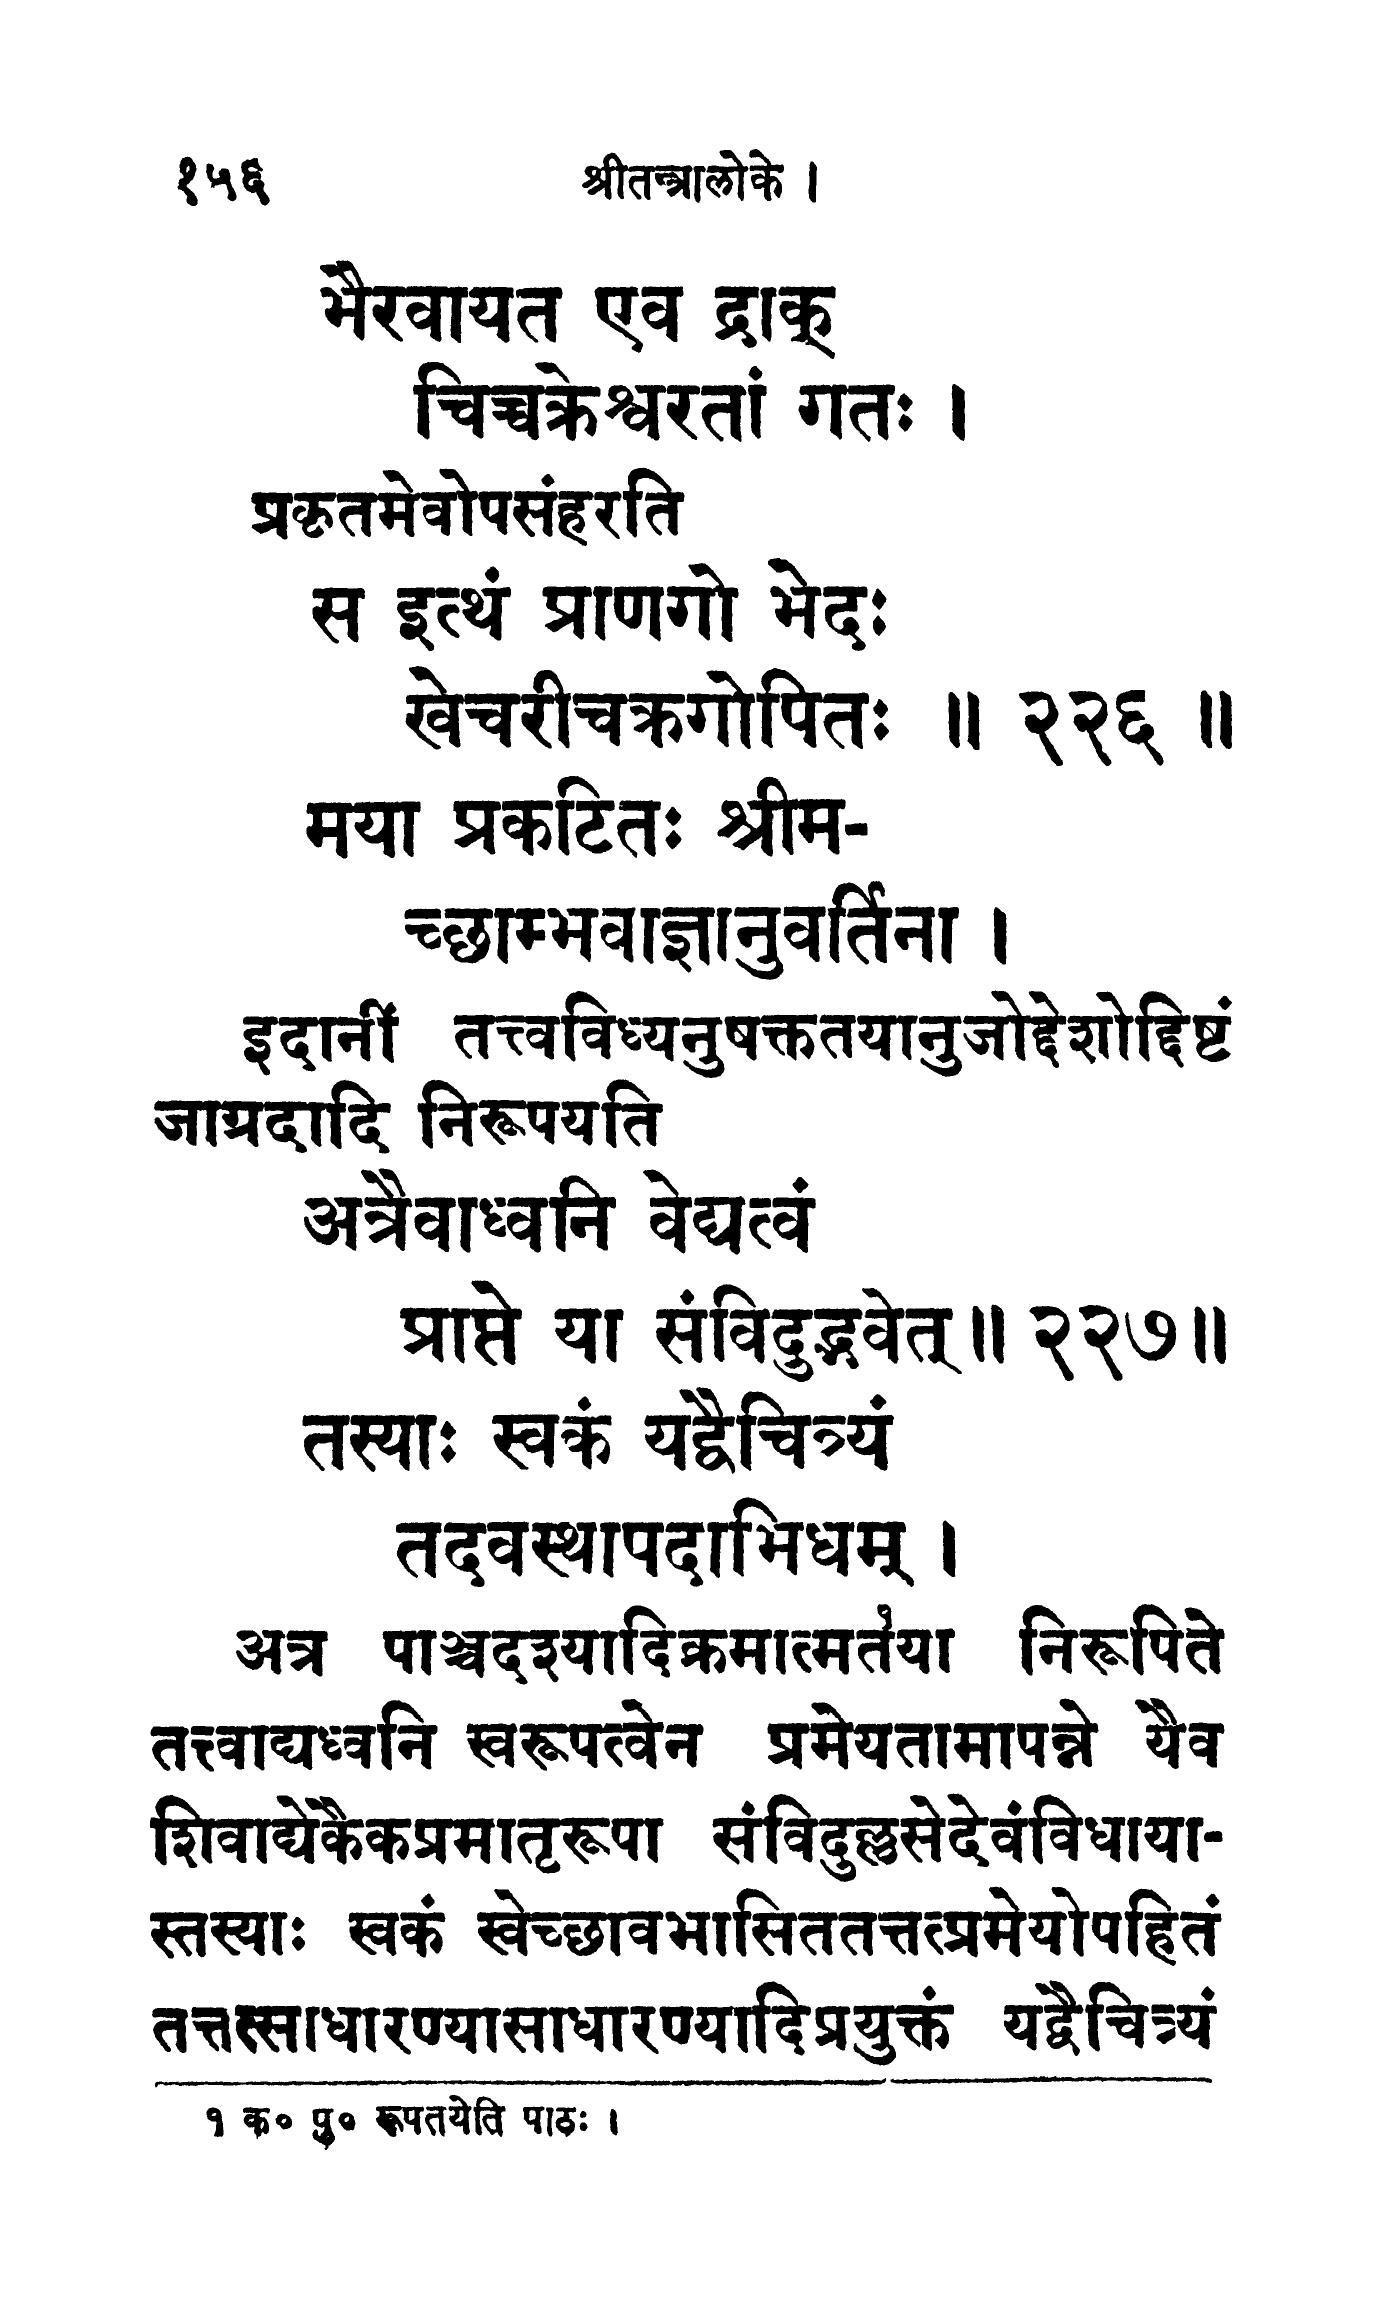 १५६ श्रीतन्त्रालोके ।
भैरवायत एव द्राक्
चिच्चक्रेश्वरतां गतः ।
प्रकृतमेवोपसंहरति
स इत्थं प्राणगो भेदः
खेचरीचक्रगोपितः ॥ २२६ ॥
मया प्रकटितः श्रीम-
च्छाम्भवाज्ञानुवर्तिना ।
इदानीं तत्त्वविध्यनुषक्ततयानुजोद्देशोद्दिष्टं
जाग्रदादि निरूपयति
अत्रैवाध्वनि वेद्यत्वं
प्राप्ते या संविदुद्भवेत् ॥ २२७ ॥
तस्याः स्वकं यद्वैचित्र्यं
तदवस्थापदाभिधम् ।
अत्र पाञ्चदश्यादिक्रमात्मतया१ निरूपिते
तत्त्वाद्यध्वनि स्वरूपत्वेन प्रमेयतामापन्ने यैव
शिवाद्येकैकप्रमातृरूपा संविदुल्लसेदेवंविधाया-
स्तस्याः स्वकं स्वेच्छावभासिततत्तत्प्रमेयोपहितं
तत्तत्साधारण्यासाधारण्यादिप्रयुक्तं यद्वैचित्र्यं
१ क० पु० रूपतयेति पाठः ।